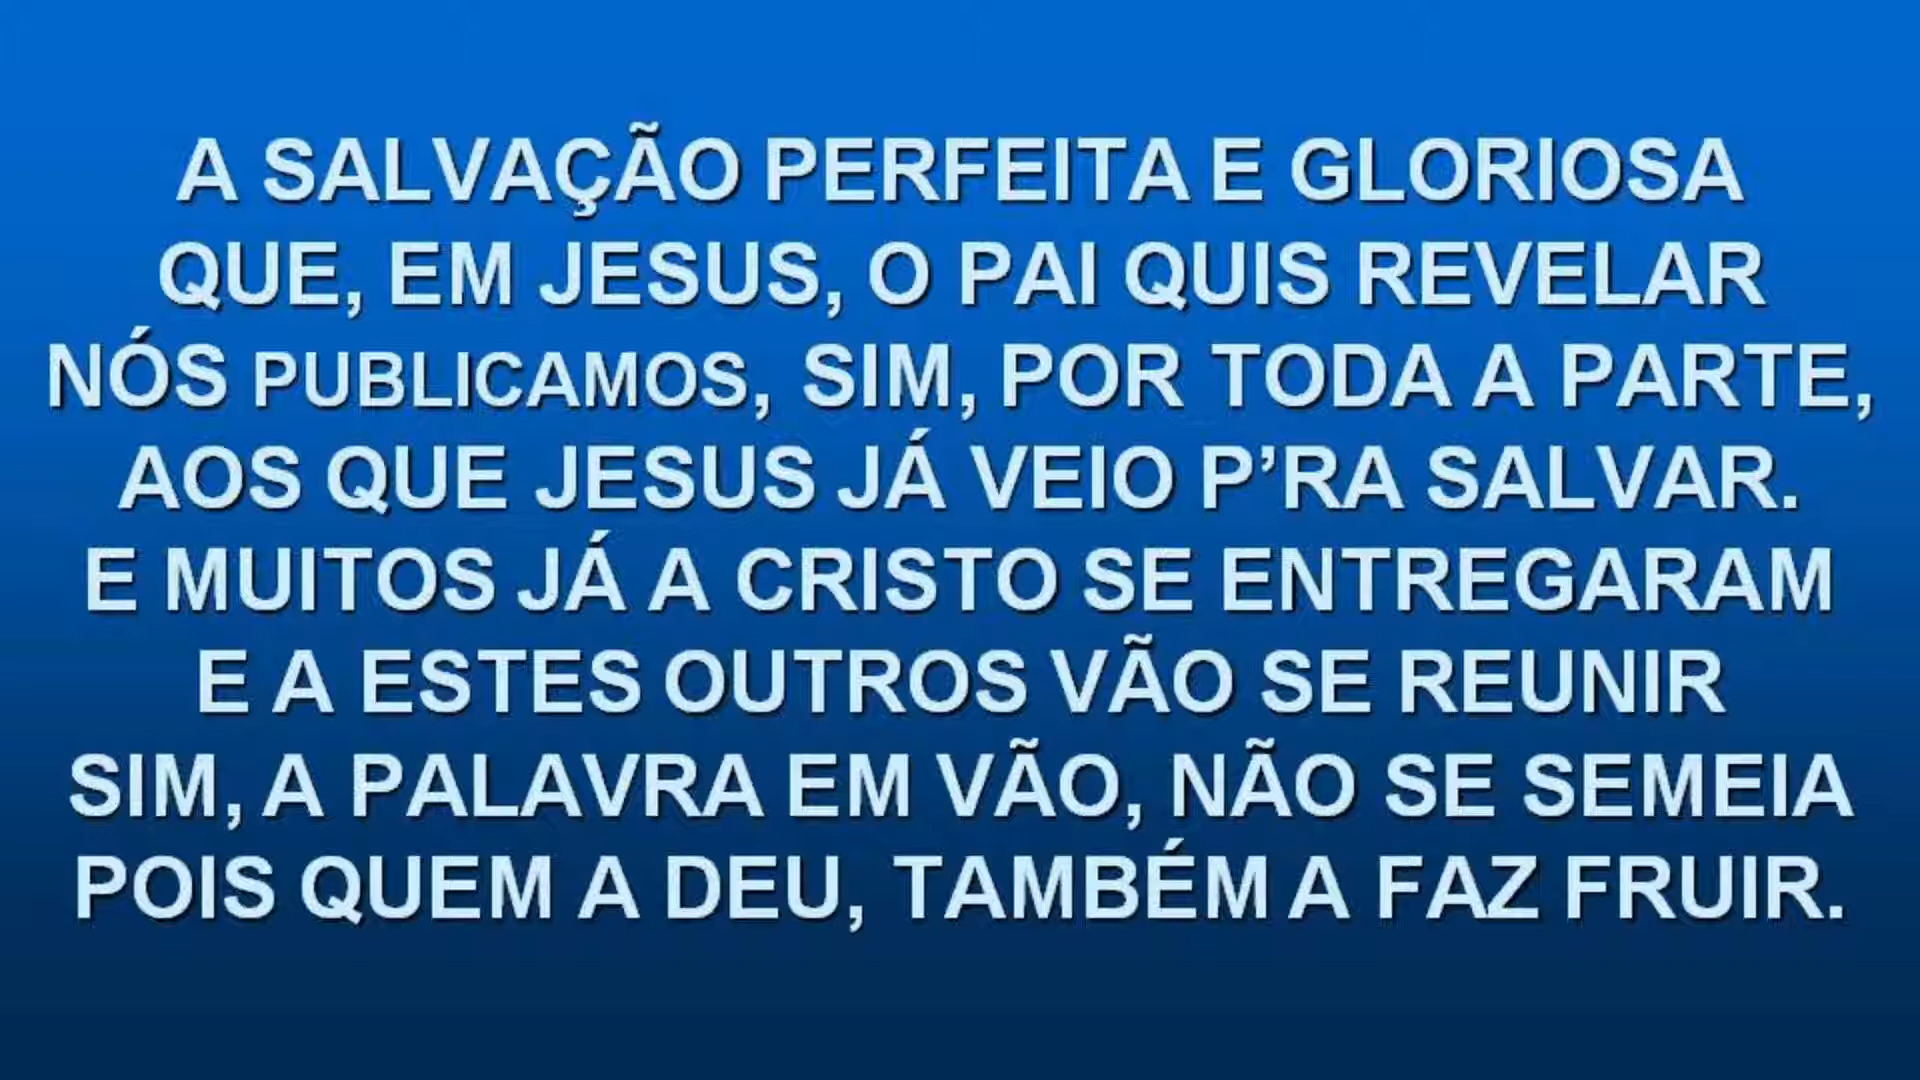 A SALVAÇÃO PERFEITA E GLORIOSA
QUE, EM JESUS, O PAI QUIS REVELAR
NÓS PUBLICAMOS, SIM, POR TODA A PARTE,
AOS QUE JESUS JÁ VEIO P’RA SALVAR.
E MUITOS JÁ A CRISTO SE ENTREGARAM
E A ESTES OUTROS VÃO SE REUNIR
SIM, A PALAVRA EM VÃO, NÃO SE SEMEIA
POIS QUEM A DEU, TAMBÉM A FAZ FRUIR.